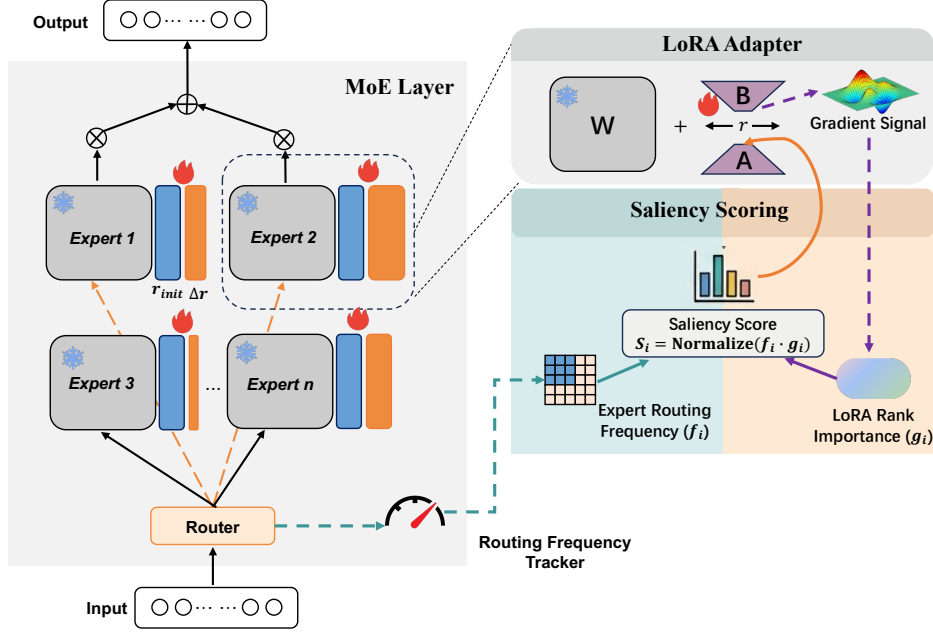 Output
MoE Layer
Expert 1
Expert 2
r_init Δr
Expert 3
...
Expert n
Router
Input
Routing Frequency
Tracker
LoRA Adapter
W
+
B
r
A
Gradient Signal
Saliency Scoring
Saliency Score
S_i = Normalize(f_i · g_i)
Expert Routing
Frequency (f_i)
LoRA Rank
Importance (g_i)